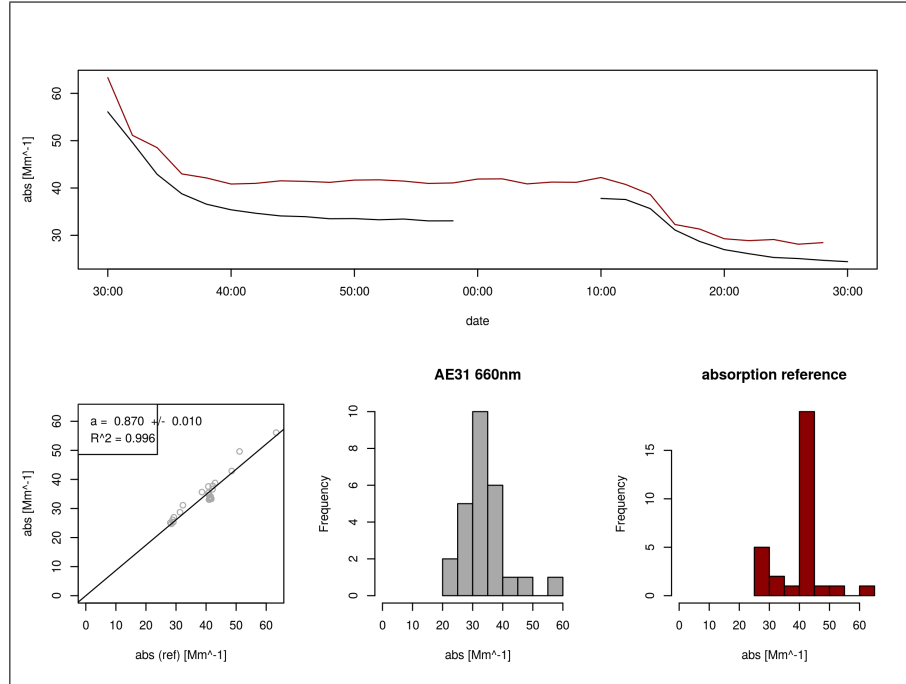 abs [Mm^-1]
60
50
40
30
30:00 40:00 50:00 00:00 10:00 20:00 30:00
date
a = 0.870 +/- 0.010
R^2 = 0.996
abs [Mm^-1]
60
50
40
30
20
10
0
0 10 20 30 40 50 60
abs (ref) [Mm^-1]
AE31 660nm
Frequency
10
8
6
4
2
0
0 10 20 30 40 50 60
abs [Mm^-1]
absorption reference
Frequency
15
10
5
0
0 10 20 30 40 50 60
abs [Mm^-1]